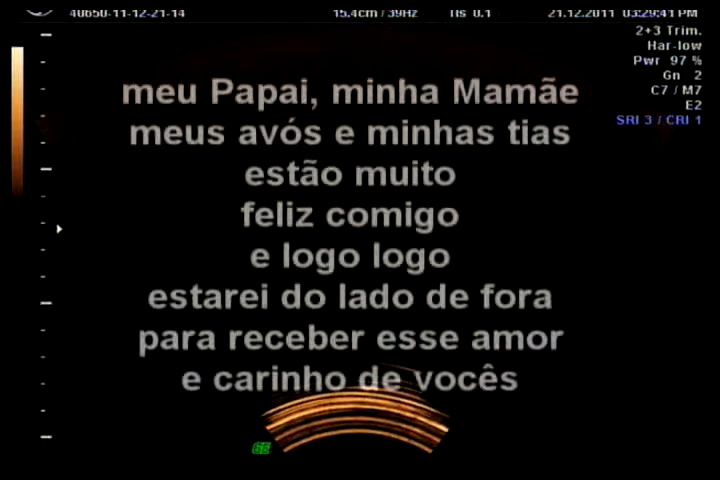 40650-11-12-21-14 15.4cm / 39Hz TIs 0.1 21.12.2011 03:29:41 PM
2+3 Trim.
Har-low
Pwr 97 %
Gn 2
C7 / M7
E2
SRI 3 / CRI 1
meu Papai, minha Mamãe
meus avós e minhas tias
estão muito
feliz comigo
e logo logo
estarei do lado de fora
para receber esse amor
e carinho de vocês